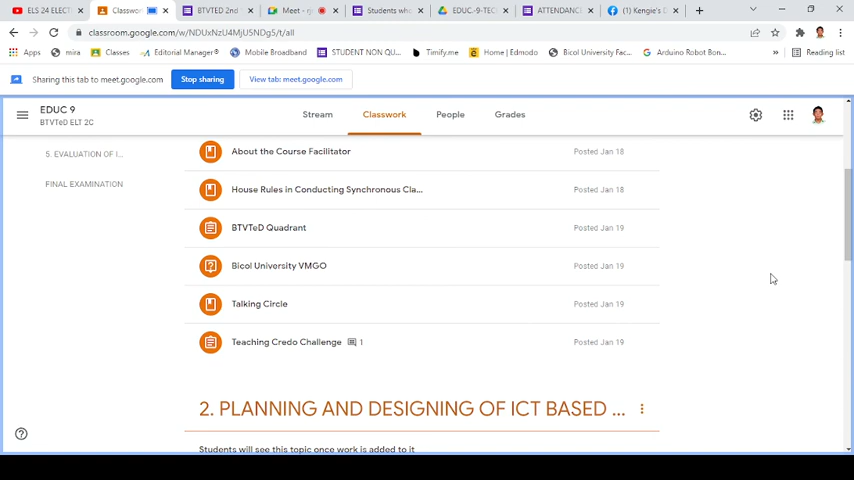 ELS 24 ELECT
Classwor
BTVTED 2nd
Meet - rj
Students who
EDUC.-9-TEC
ATTENDANC
(1) Kengie's D
classroom.google.com/w/NDUxNzU4MjU5NDg5/t/all
Apps
mira
Classes
Editorial Manager®
Mobile Broadband
STUDENT NON QU...
Timify.me
Home | Edmodo
Bicol University Fac...
Arduino Robot Bon...
Reading list
Sharing this tab to meet.google.com
Stop sharing
View tab: meet.google.com
EDUC 9
BTVTeD ELT 2C
Stream
Classwork
People
Grades
5. EVALUATION OF I...
FINAL EXAMINATION
About the Course Facilitator
Posted Jan 18
House Rules in Conducting Synchronous Cla...
Posted Jan 18
BTVTeD Quadrant
Posted Jan 19
Bicol University VMGO
Posted Jan 19
Talking Circle
Posted Jan 19
Teaching Credo Challenge 1
Posted Jan 19
2. PLANNING AND DESIGNING OF ICT BASED ...
Students will see this topic once work is added to it